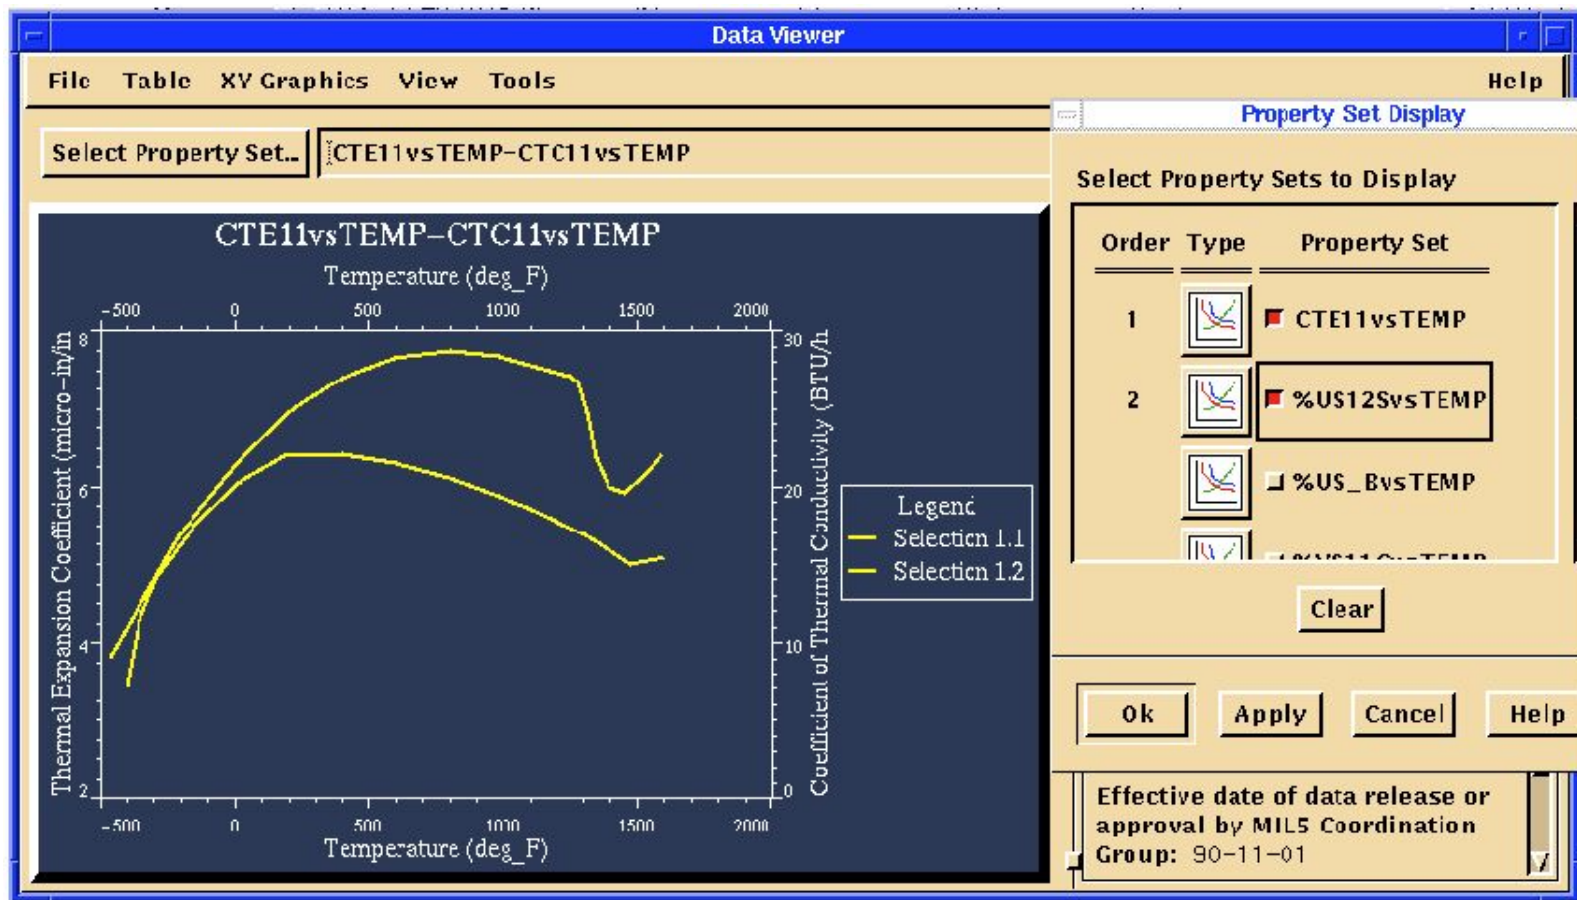 Data Viewer
File Table XY Graphics View Tools Help
Select Property Set... CTE11vsTEMP-CTC11vsTEMP
CTE11vsTEMP-CTC11vsTEMP
Temperature (deg_F)
-500 0 500 1000 1500 2000
Thermal Expansion Coefficient (micro-in/in
8
6
4
2
30
20
10
0
Coefficient of Thermal Conductivity (BTU/h
-500 0 500 1000 1500 2000
Temperature (deg_F)
Legend
Selection 1.1
Selection 1.2
Property Set Display
Select Property Sets to Display
Order Type Property Set
1 CTE11vsTEMP
2 %US12SvsTEMP
%US_BvsTEMP
Clear
Ok Apply Cancel Help
Effective date of data release or
approval by MIL5 Coordination
Group: 90-11-01